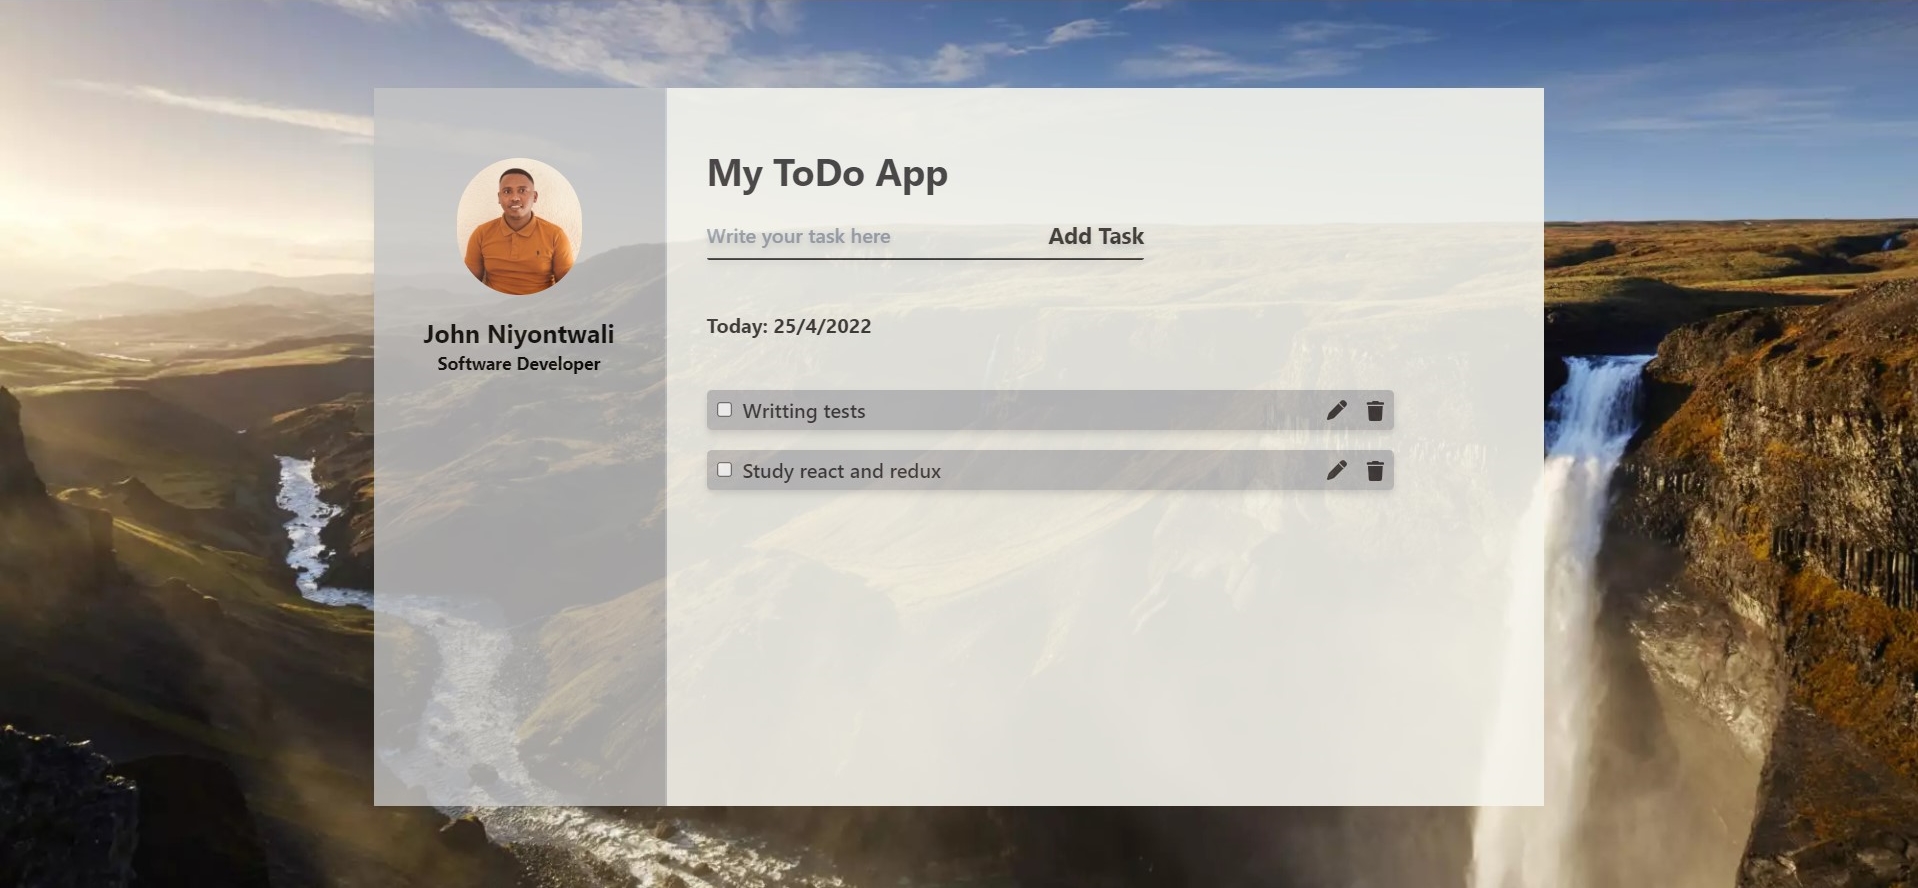 My ToDo App
Write your task here
Add Task
John Niyontwali
Software Developer
Today: 25/4/2022
Writting tests
Study react and redux